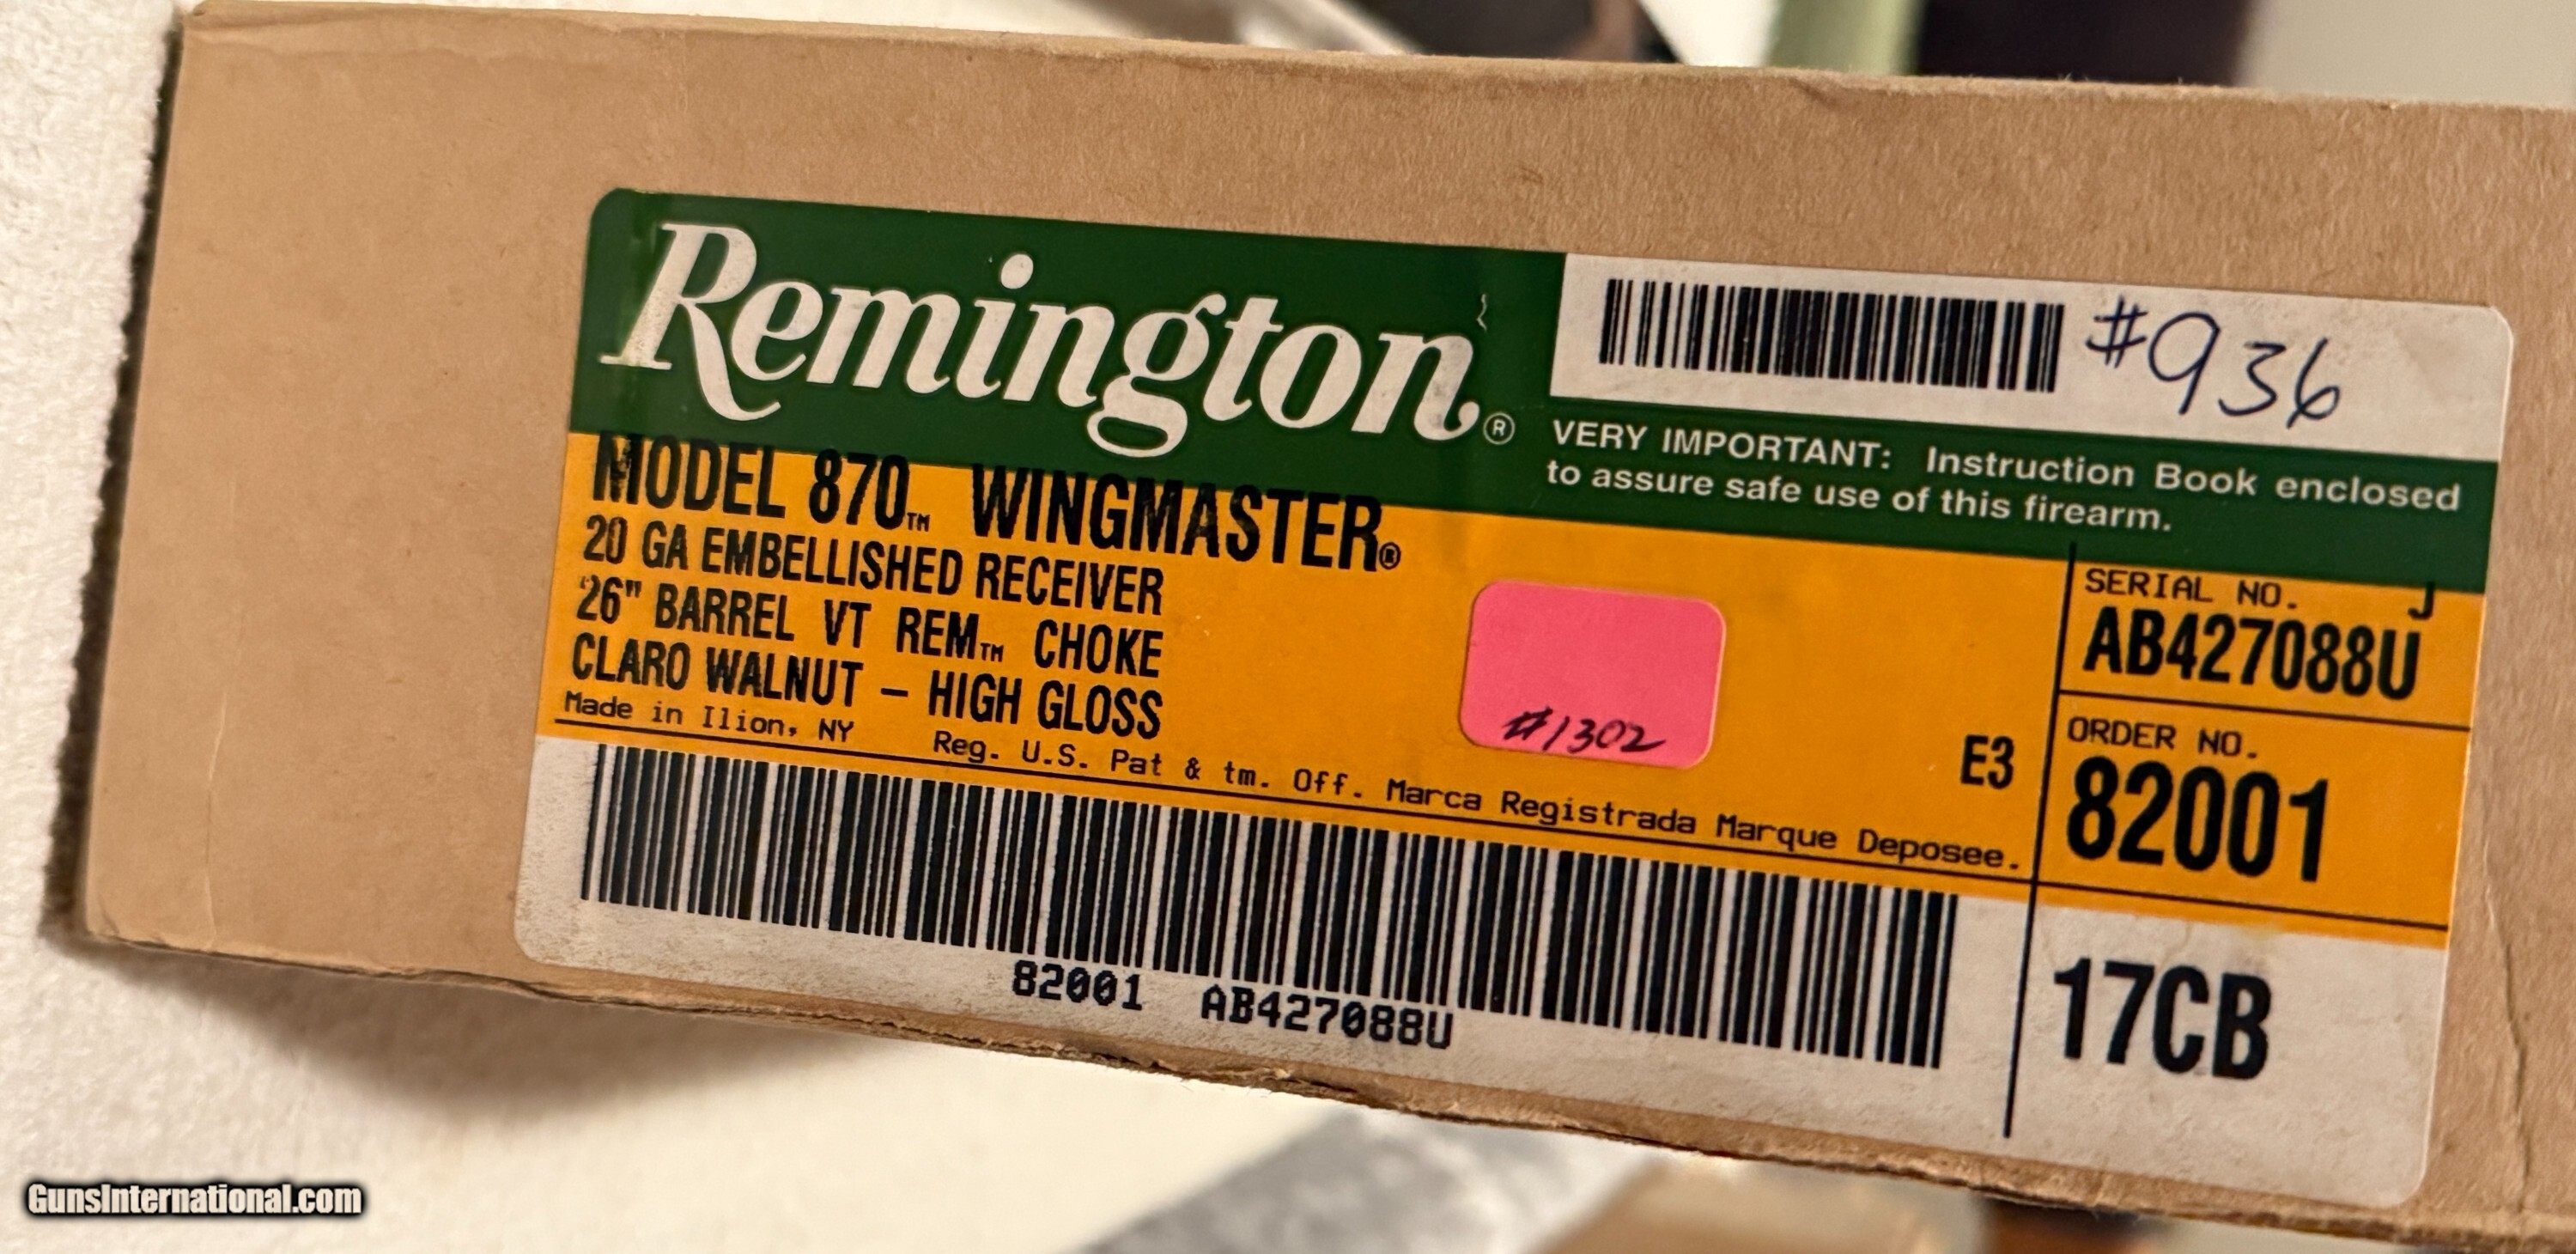 Remington®
#936
VERY IMPORTANT: Instruction Book enclosed
to assure safe use of this firearm.
MODEL 870™ WINGMASTER®
20 GA EMBELLISHED RECEIVER
26" BARREL VT REM™ CHOKE
CLARO WALNUT – HIGH GLOSS
Made in Ilion, NY
Reg. U.S. Pat & tm. Off. Marca Registrada Marque Deposee.
#1302
E3
SERIAL NO. J
AB427088U
ORDER NO.
82001
17CB
82001 AB427088U
GunsInternational.com